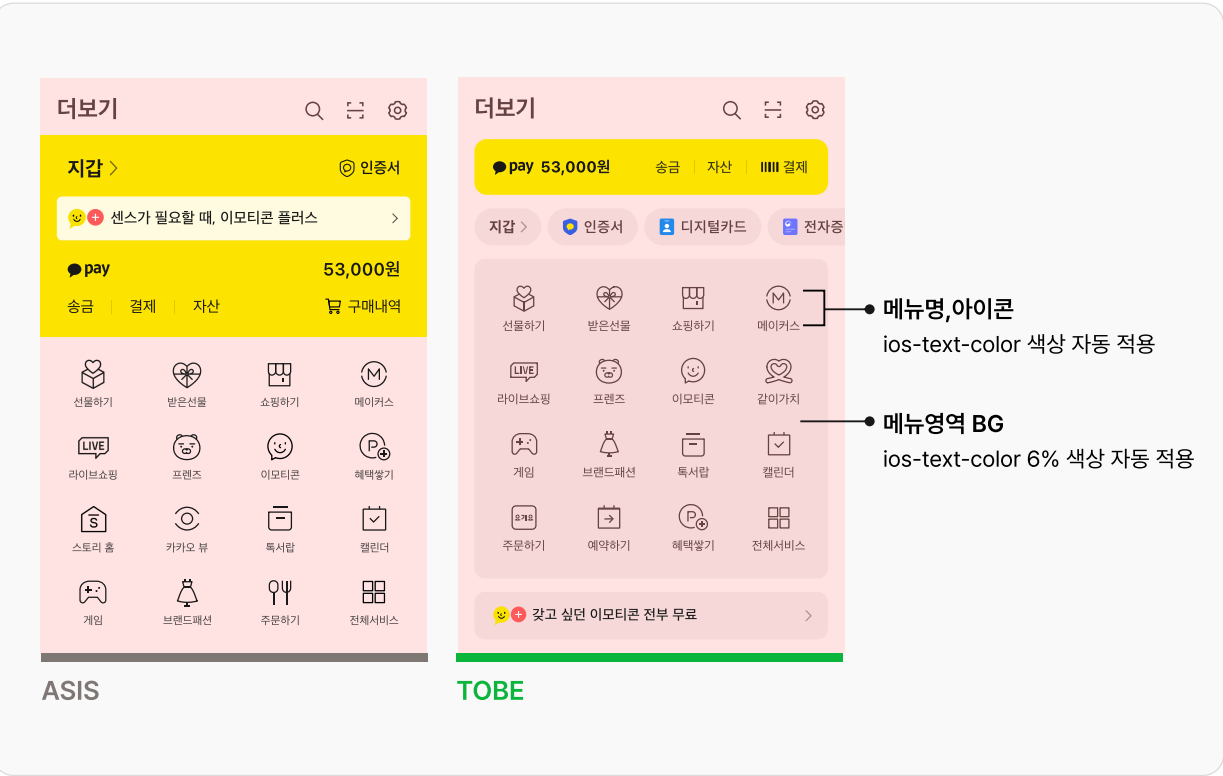 더보기
지갑
인증서
센스가 필요할 때, 이모티콘 플러스
pay
53,000원
송금
결제
자산
구매내역
선물하기
받은선물
쇼핑하기
M
메이커스
LIVE
라이브쇼핑
프렌즈
이모티콘
P
혜택쌓기
S
스토리 홈
카카오 뷰
톡서랍
캘린더
게임
브랜드패션
주문하기
전체서비스
ASIS
더보기
pay 53,000원
송금
자산
결제
지갑
인증서
디지털카드
전자증
선물하기
받은선물
쇼핑하기
M
메이커스
LIVE
라이브쇼핑
프렌즈
이모티콘
같이가치
게임
브랜드패션
톡서랍
캘린더
요기요
주문하기
예약하기
P
혜택쌓기
전체서비스
갖고 싶던 이모티콘 전부 무료
TOBE
메뉴명,아이콘
ios-text-color 색상 자동 적용
메뉴영역 BG
ios-text-color 6% 색상 자동 적용